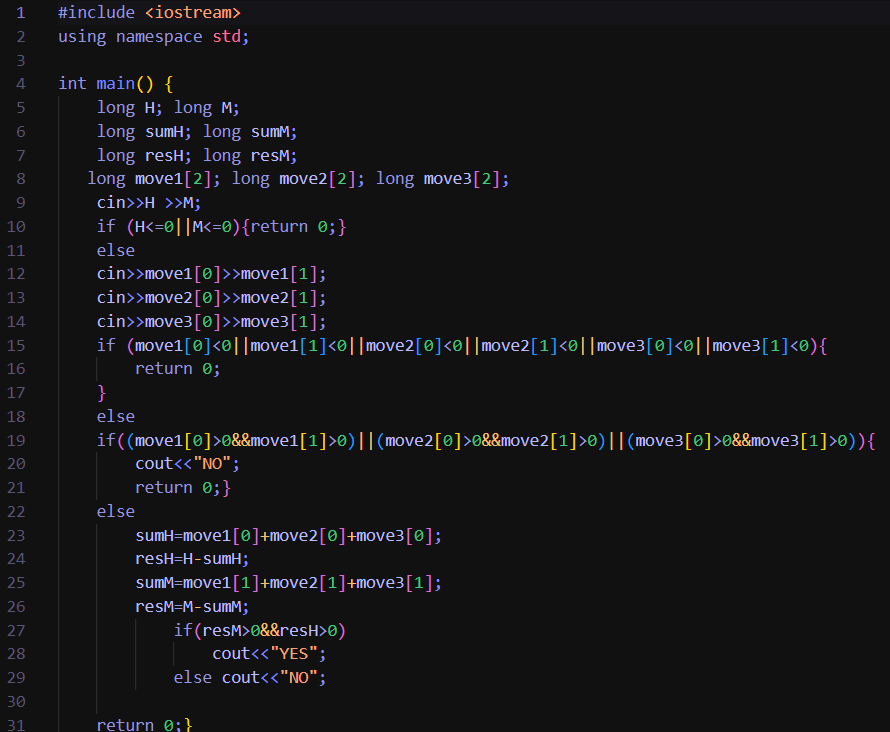 1 #include <iostream>
2 using namespace std;
3
4 int main() {
5     long H; long M;
6     long sumH; long sumM;
7     long resH; long resM;
8    long move1[2]; long move2[2]; long move3[2];
9     cin>>H >>M;
10     if (H<=0||M<=0){return 0;}
11     else
12     cin>>move1[0]>>move1[1];
13     cin>>move2[0]>>move2[1];
14     cin>>move3[0]>>move3[1];
15     if (move1[0]<0||move1[1]<0||move2[0]<0||move2[1]<0||move3[0]<0||move3[1]<0){
16         return 0;
17     }
18     else
19     if((move1[0]>0&&move1[1]>0)||(move2[0]>0&&move2[1]>0)||(move3[0]>0&&move3[1]>0)){
20         cout<<"NO";
21         return 0;}
22     else
23         sumH=move1[0]+move2[0]+move3[0];
24         resH=H-sumH;
25         sumM=move1[1]+move2[1]+move3[1];
26         resM=M-sumM;
27             if(resM>0&&resH>0)
28                 cout<<"YES";
29             else cout<<"NO";
30
31     return 0;}